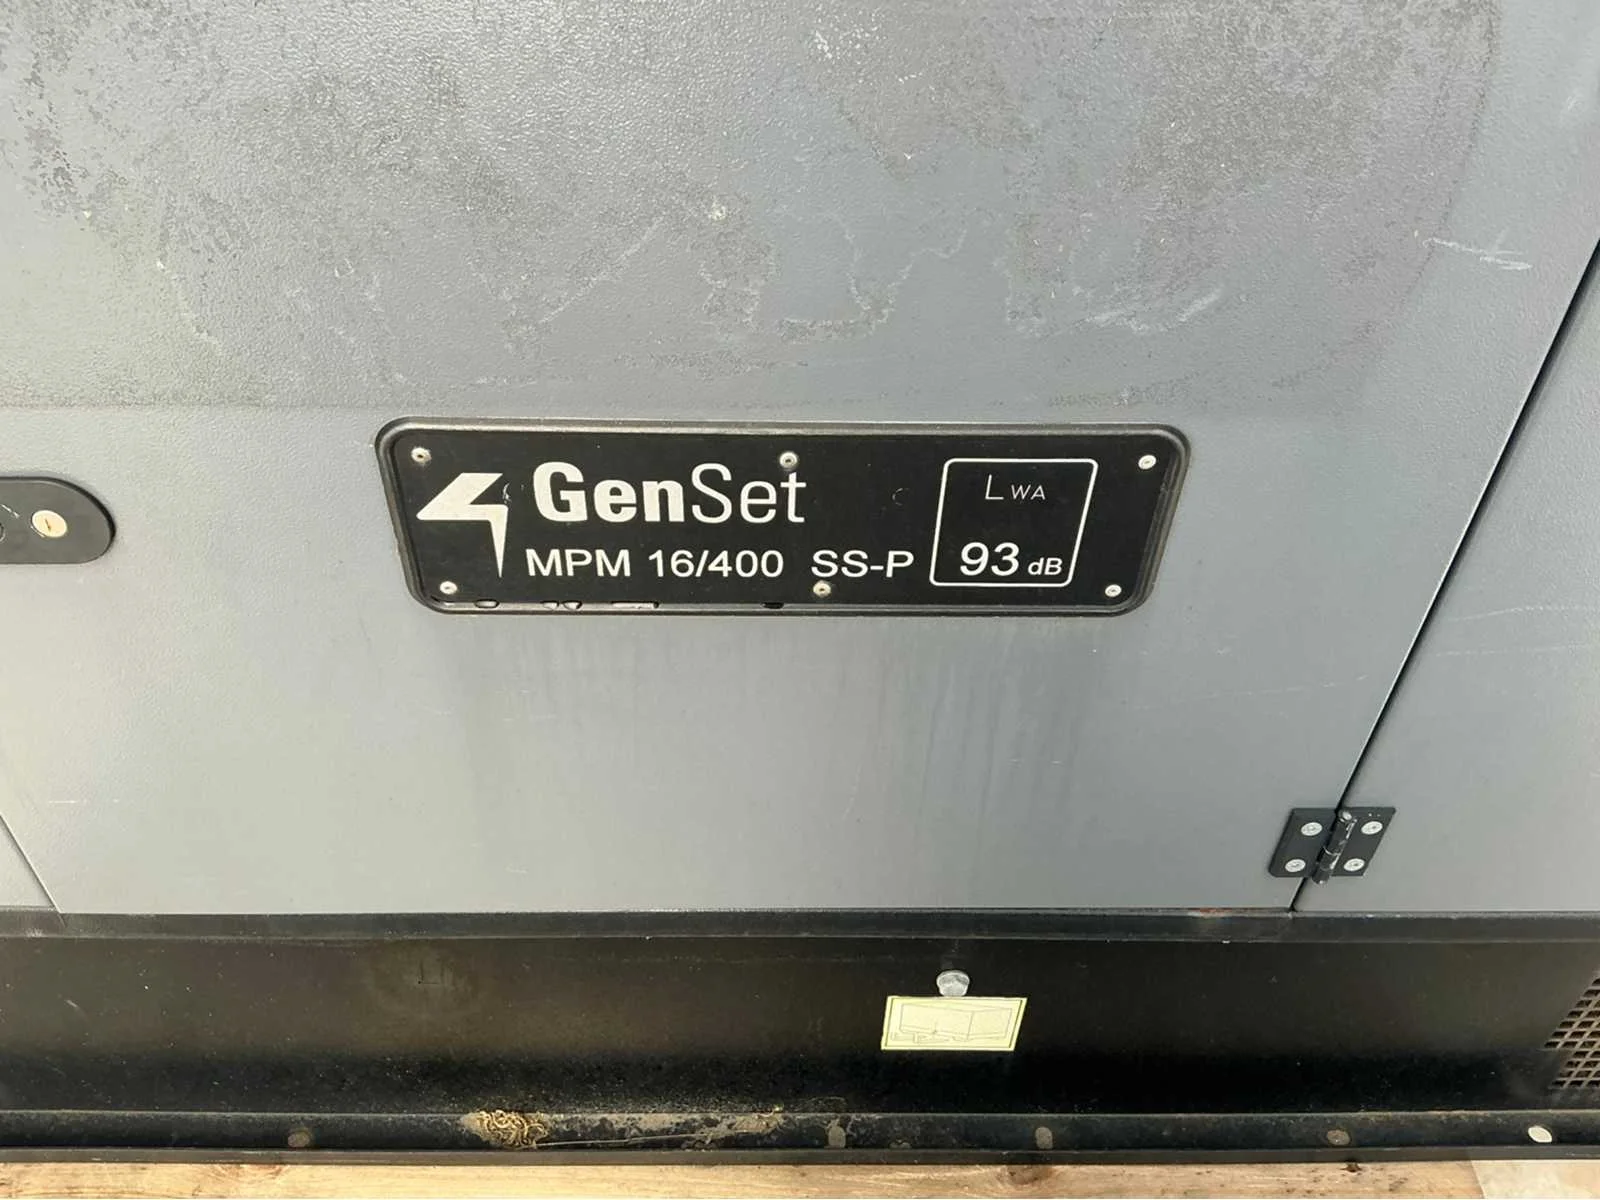 GenSet
MPM 16/400 SS-P
LWA
93 dB